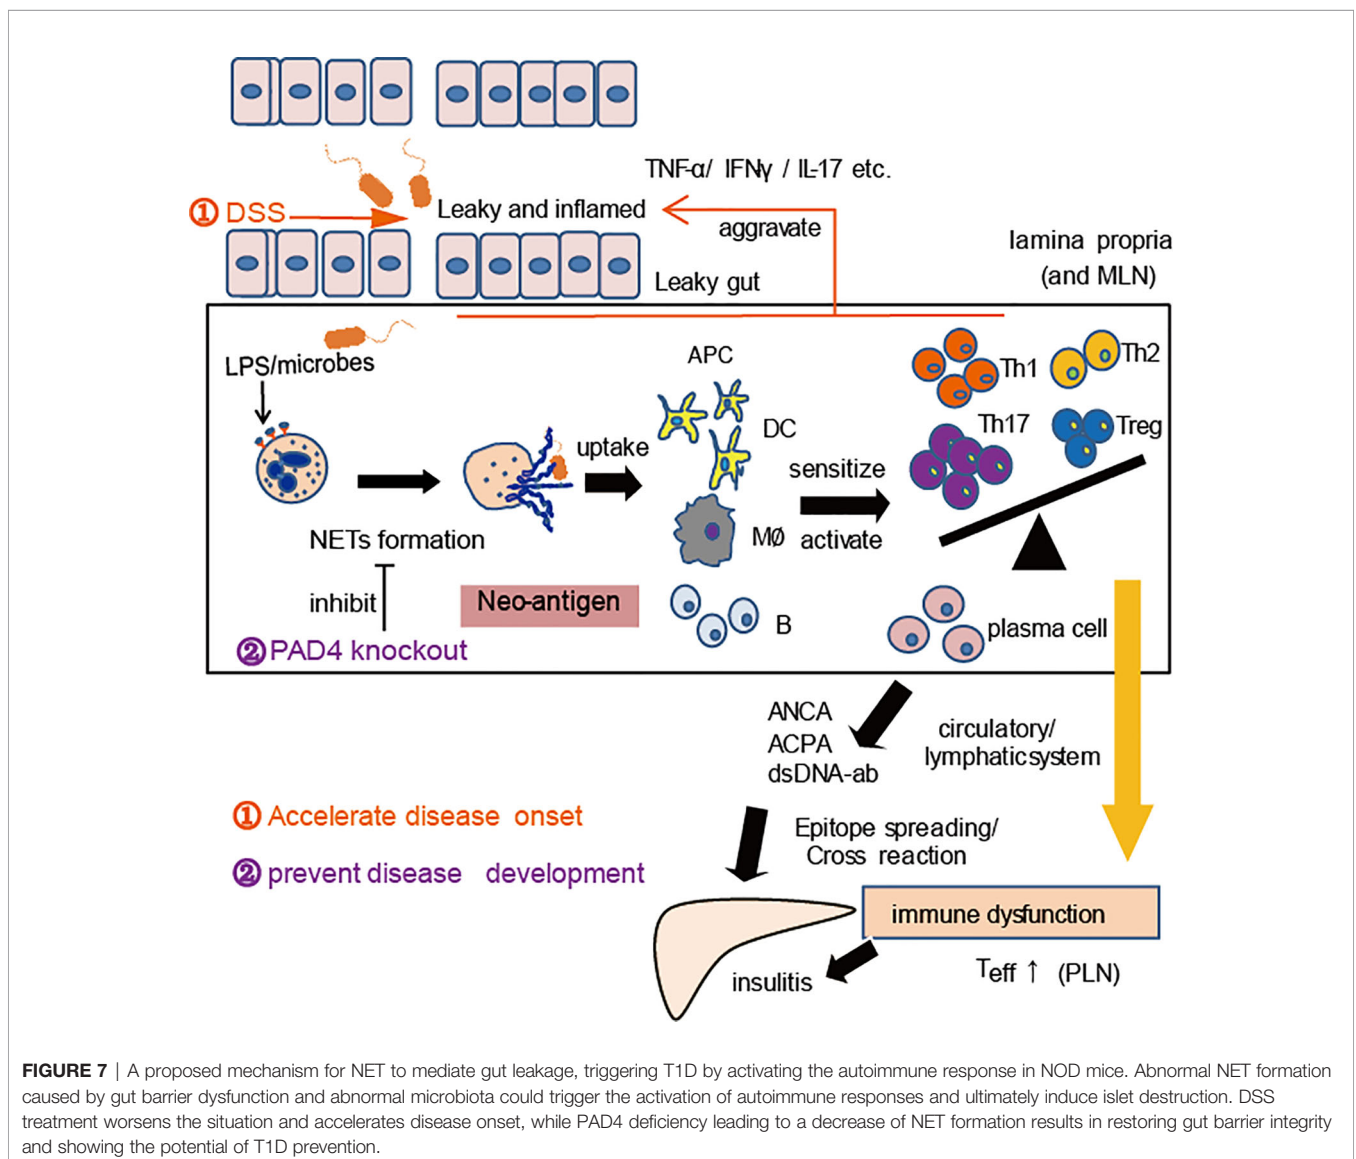 TNF-α/ IFNγ / IL-17 etc.
① DSS
Leaky and inflamed
aggravate
lamina propria
(and MLN)
Leaky gut
LPS/microbes
APC
Th1
Th2
DC
Th17
Treg
uptake
sensitize
NETs formation
MØ
activate
inhibit
Neo-antigen
B
plasma cell
② PAD4 knockout
ANCA
ACPA
dsDNA-ab
circulatory/
lymphaticsystem
① Accelerate disease onset
Epitope spreading/
Cross reaction
② prevent disease development
immune dysfunction
insulitis
Teff ↑ (PLN)
FIGURE 7 | A proposed mechanism for NET to mediate gut leakage, triggering T1D by activating the autoimmune response in NOD mice. Abnormal NET formation
caused by gut barrier dysfunction and abnormal microbiota could trigger the activation of autoimmune responses and ultimately induce islet destruction. DSS
treatment worsens the situation and accelerates disease onset, while PAD4 deficiency leading to a decrease of NET formation results in restoring gut barrier integrity
and showing the potential of T1D prevention.